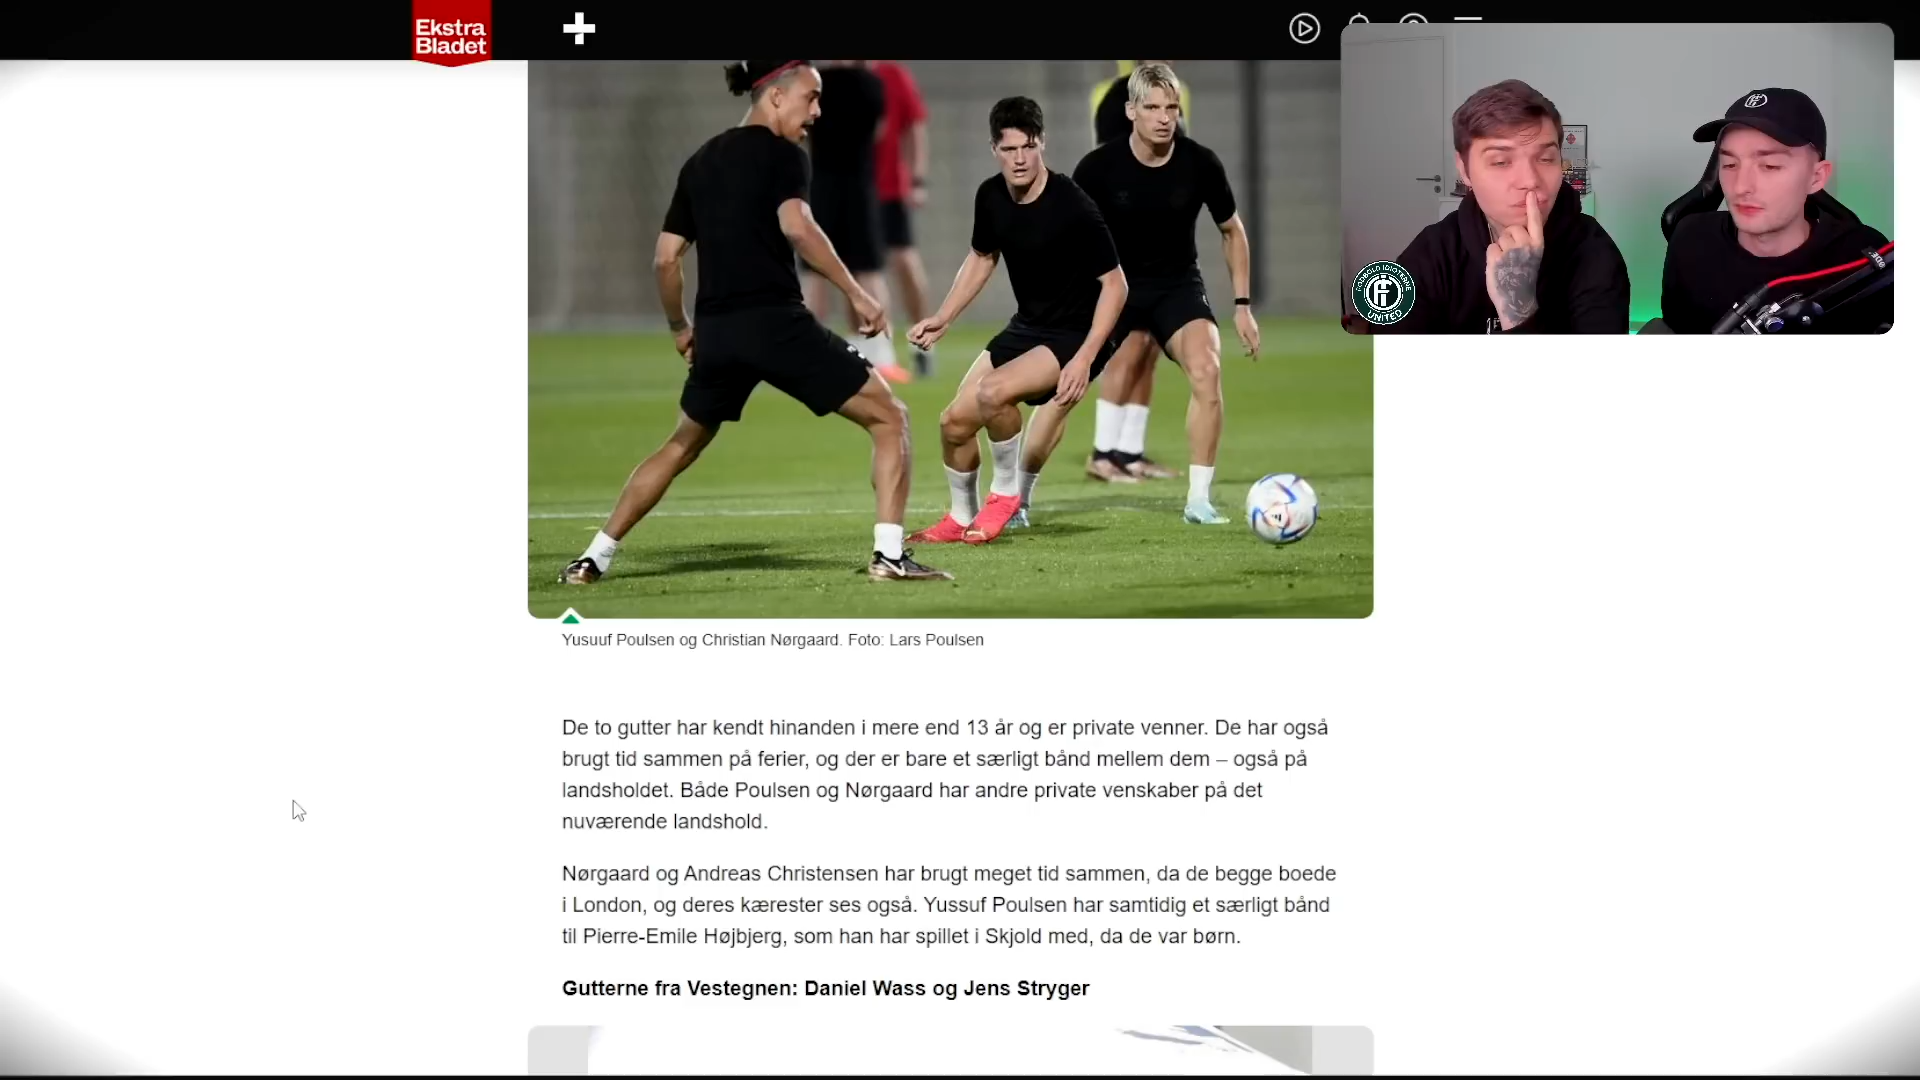 Ekstra
Bladet
FODBOLD IDIOTERNE
UNITED
Yusuuf Poulsen og Christian Nørgaard. Foto: Lars Poulsen
De to gutter har kendt hinanden i mere end 13 år og er private venner. De har også
brugt tid sammen på ferier, og der er bare et særligt bånd mellem dem – også på
landsholdet. Både Poulsen og Nørgaard har andre private venskaber på det
nuværende landshold.
Nørgaard og Andreas Christensen har brugt meget tid sammen, da de begge boede
i London, og deres kærester ses også. Yussuf Poulsen har samtidig et særligt bånd
til Pierre-Emile Højbjerg, som han har spillet i Skjold med, da de var børn.
Gutterne fra Vestegnen: Daniel Wass og Jens Stryger